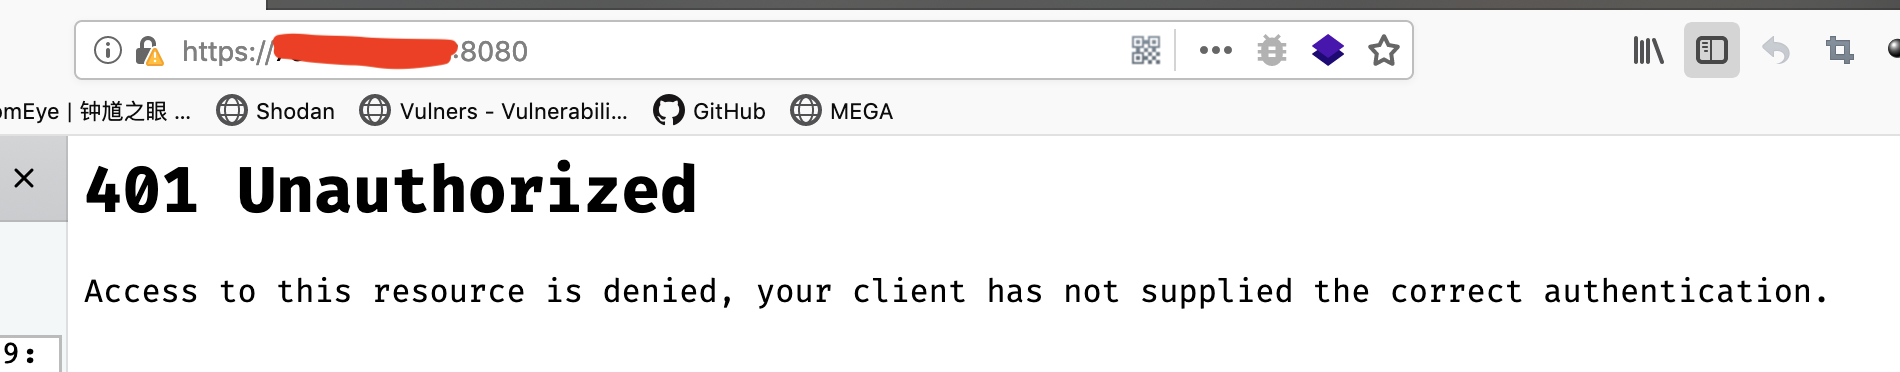 https:// :8080
omEye | 钟馗之眼 ... Shodan Vulners - Vulnerabili... GitHub MEGA
401 Unauthorized
Access to this resource is denied, your client has not supplied the correct authentication.
9: